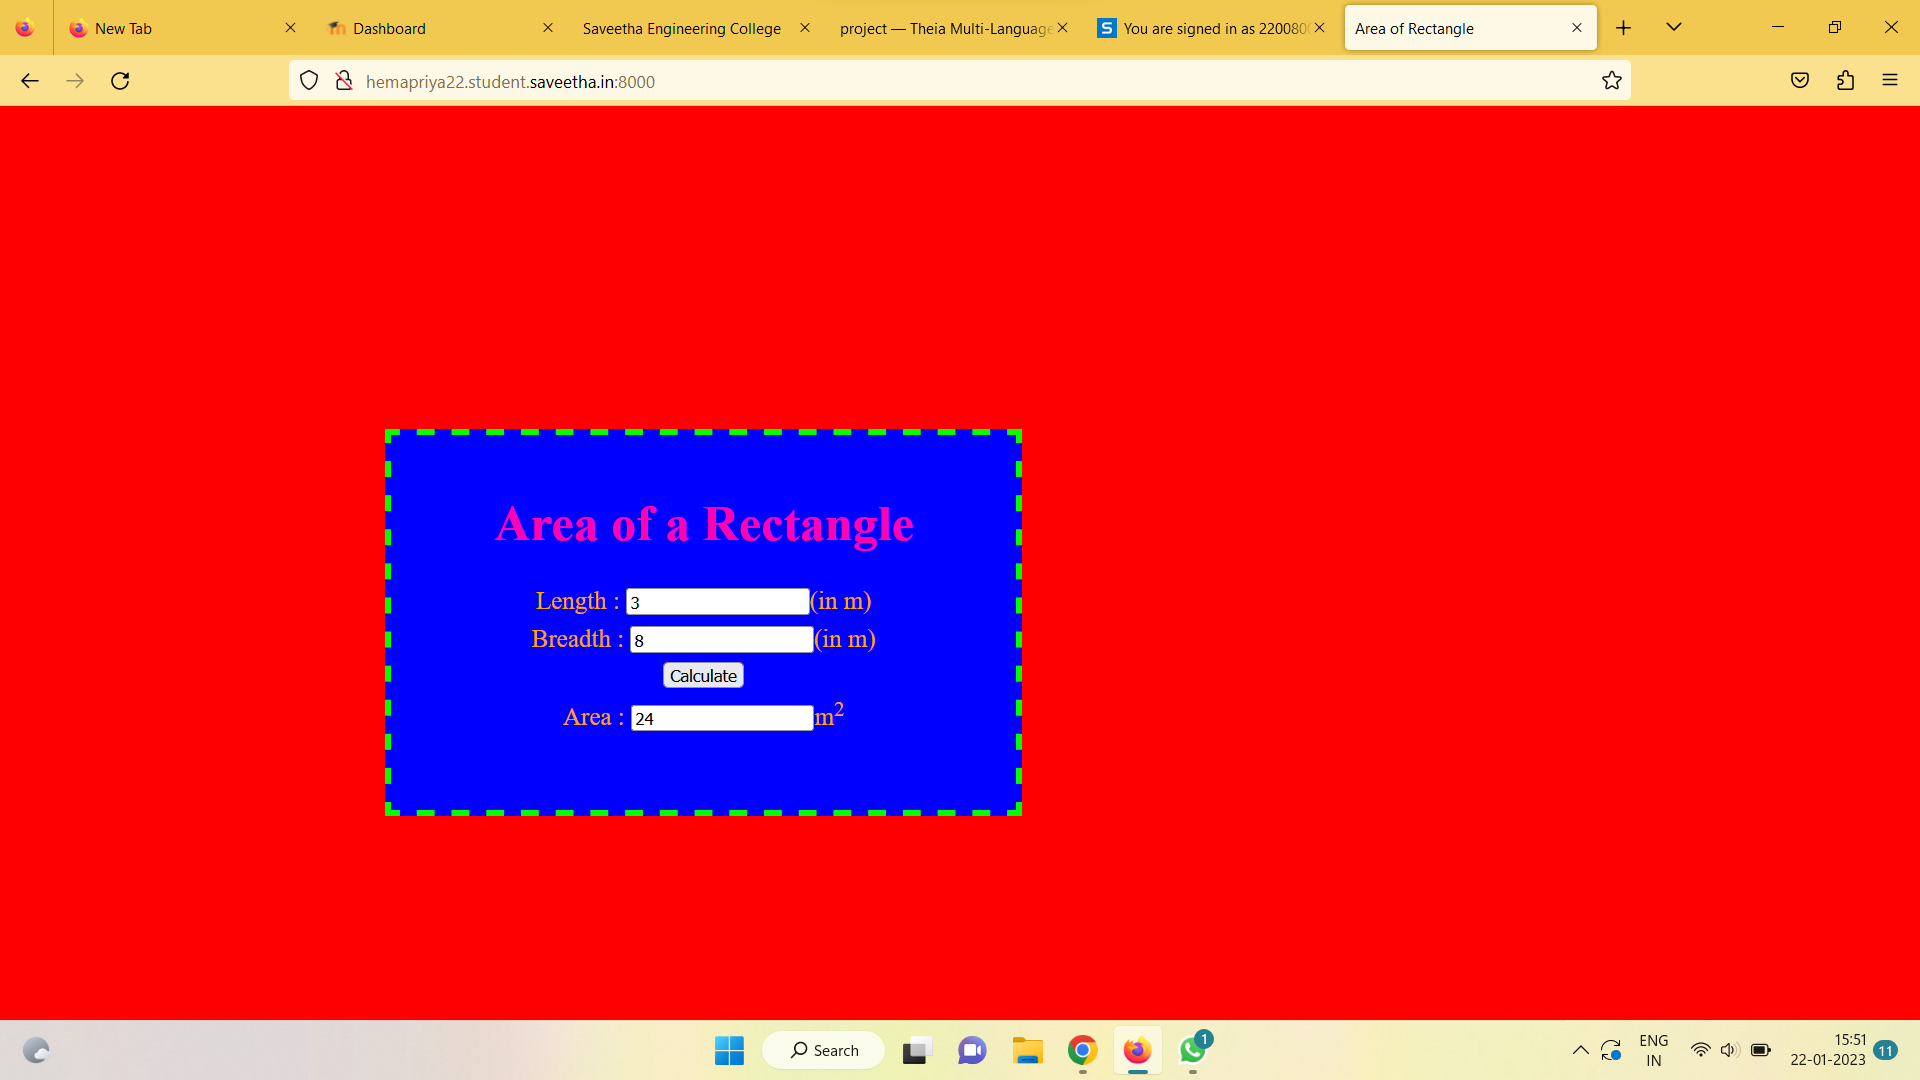 New Tab
Dashboard
Saveetha Engineering College
project — Theia Multi-Language
You are signed in as 220080
Area of Rectangle
hemapriya22.student.saveetha.in:8000
Area of a Rectangle
Length : 3 (in m)
Breadth : 8 (in m)
Calculate
Area : 24 m²
Search
1
ENG
IN
15:51
22-01-2023
11